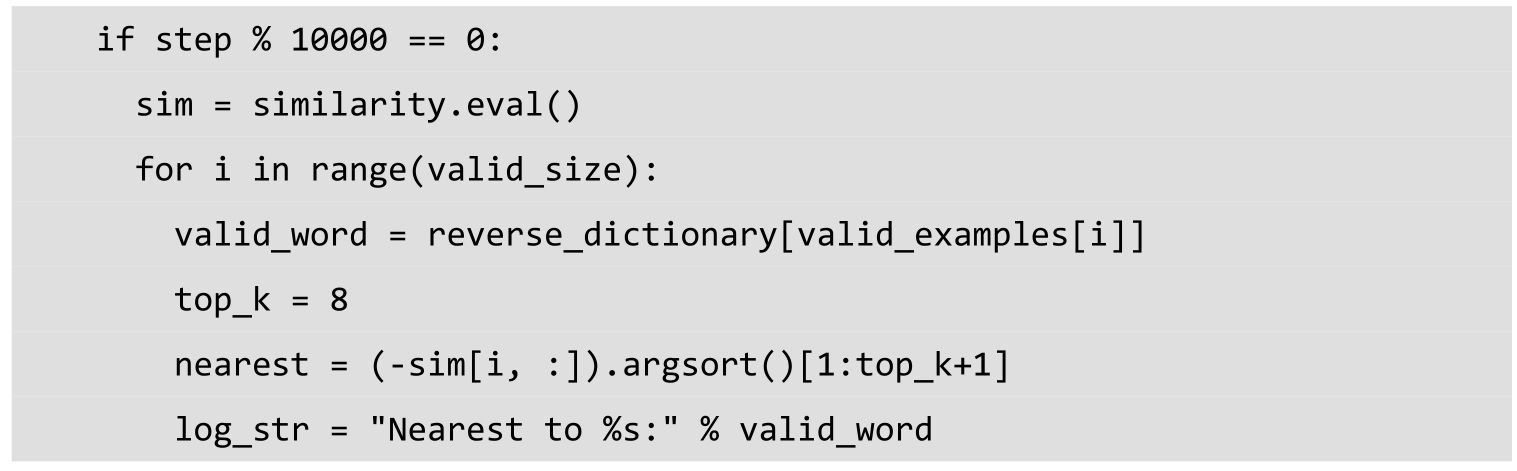 if step % 10000 == 0:
sim = similarity.eval()
for i in range(valid_size):
valid_word = reverse_dictionary[valid_examples[i]]
top_k = 8
nearest = (-sim[i, :]).argsort()[1:top_k+1]
log_str = "Nearest to %s:" % valid_word